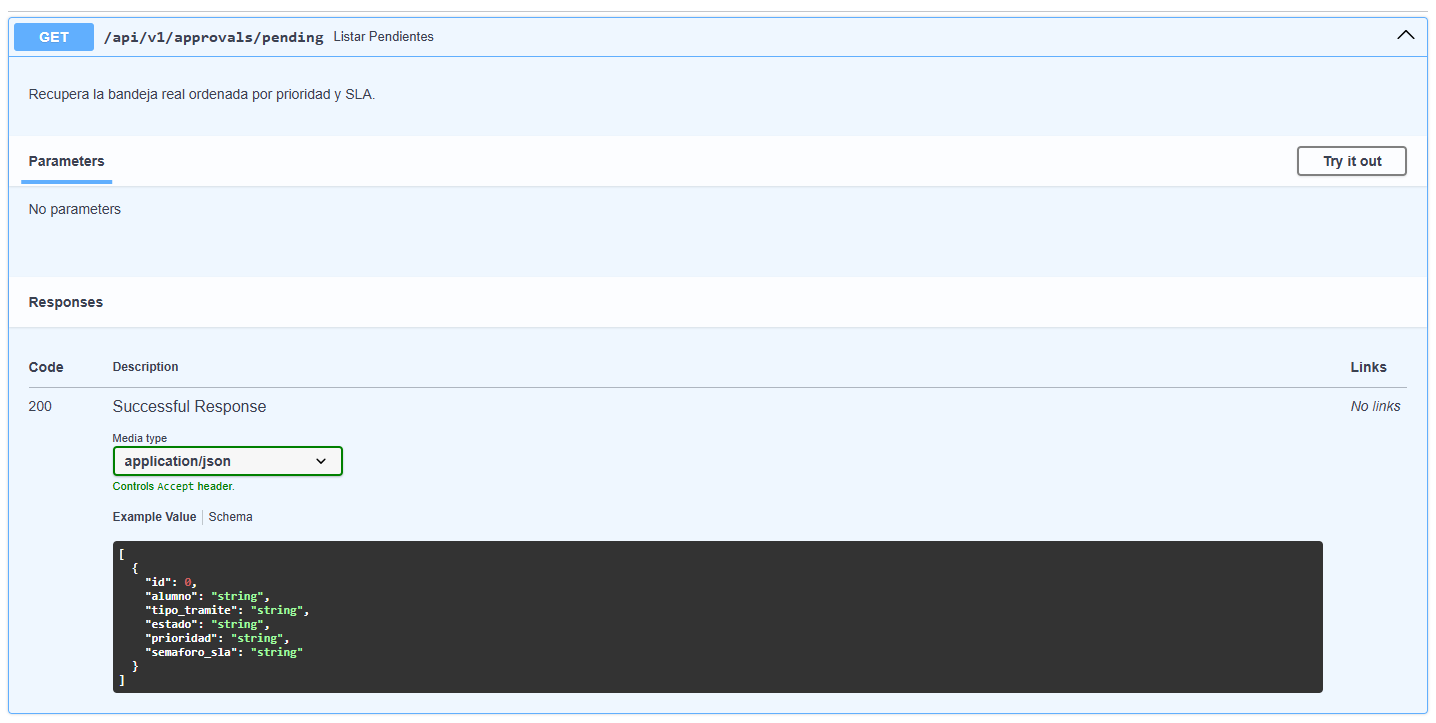 GET /api/v1/approvals/pending Listar Pendientes
Recupera la bandeja real ordenada por prioridad y SLA.
Parameters Try it out
No parameters
Responses
Code Description Links
200 Successful Response No links
Media type
application/json
Controls Accept header.
Example Value Schema
[
{
"id": 0,
"alumno": "string",
"tipo_tramite": "string",
"estado": "string",
"prioridad": "string",
"semaforo_sla": "string"
}
]